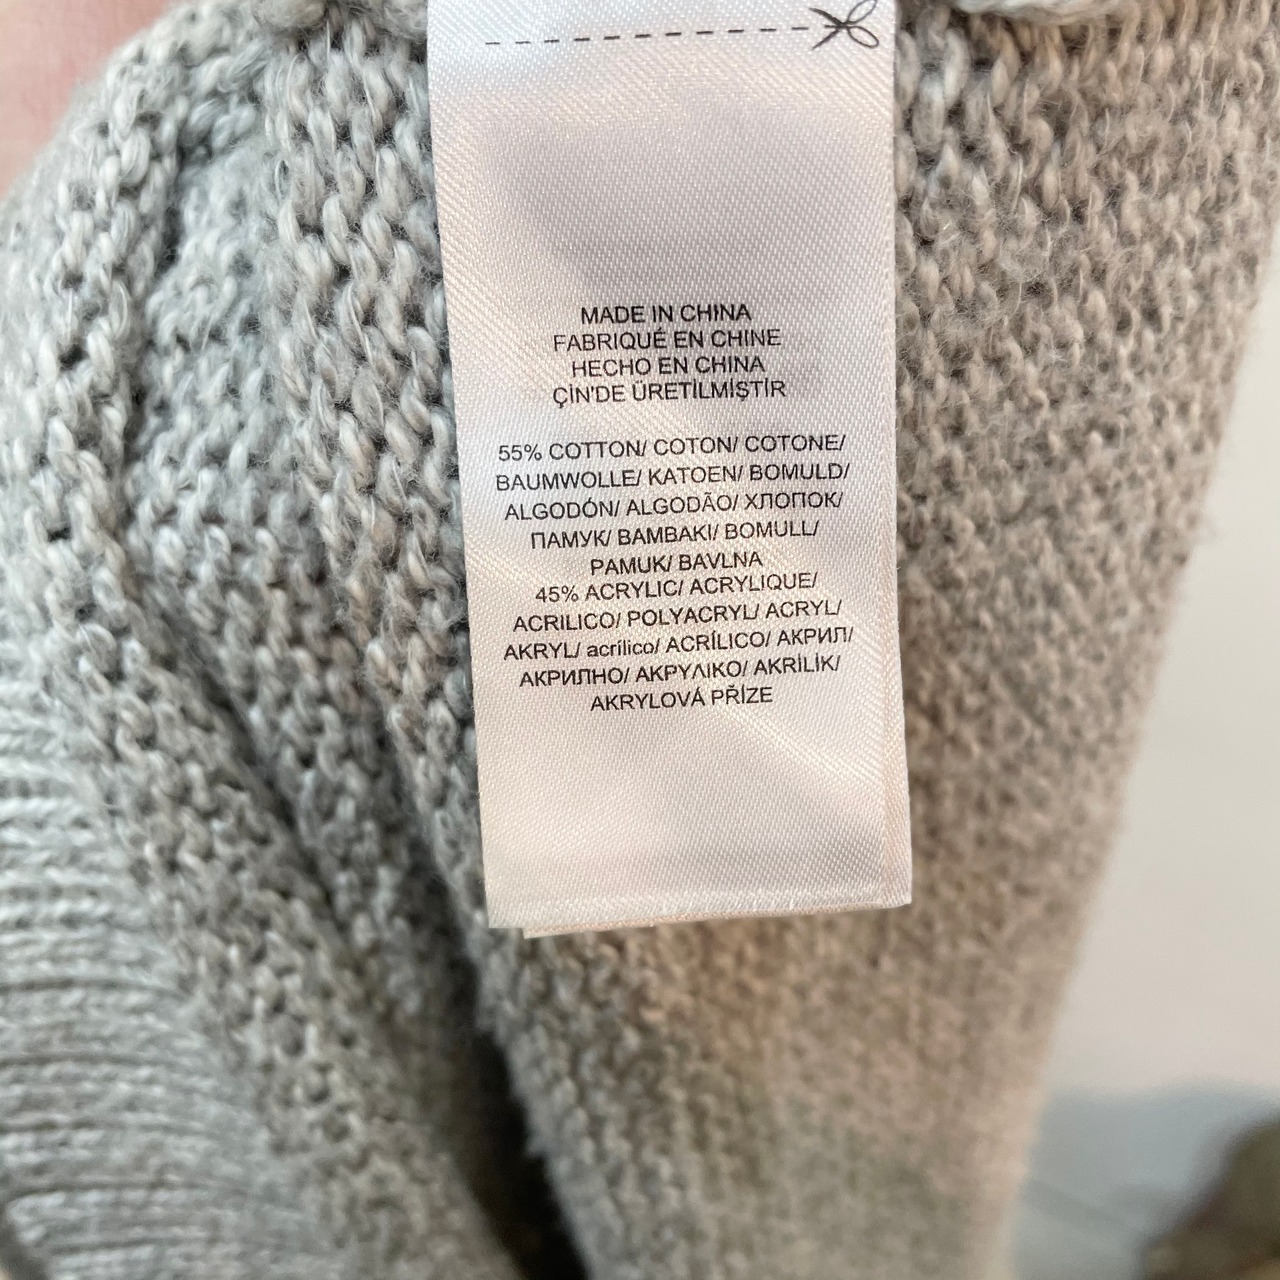 MADE IN CHINA
FABRIQUÉ EN CHINE
HECHO EN CHINA
ÇİN'DE ÜRETİLMİŞTİR
55% COTTON/ COTON/ COTONE/
BAUMWOLLE/ KATOEN/ BOMULD/
ALGODÓN/ ALGODÃO/ ХЛОПОК/
ПАМУК/ BAMBAKI/ BOMULL/
PAMUK/ BAVLNA
45% ACRYLIC/ ACRYLIQUE/
ACRILICO/ POLYACRYL/ ACRYL/
AKRYL/ acrílico/ ACRÍLICO/ АКРИЛ/
АКРИЛНО/ ΑΚΡΥΛΙΚΟ/ AKRİLİK/
AKRYLOVÁ PŘÍZE